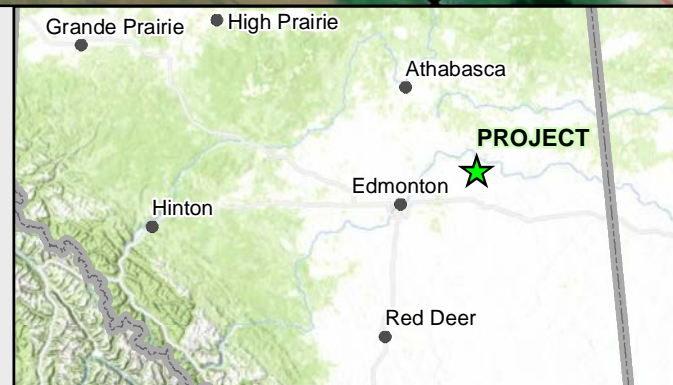 Grande Prairie
High Prairie
Athabasca
PROJECT
Edmonton
Hinton
Red Deer